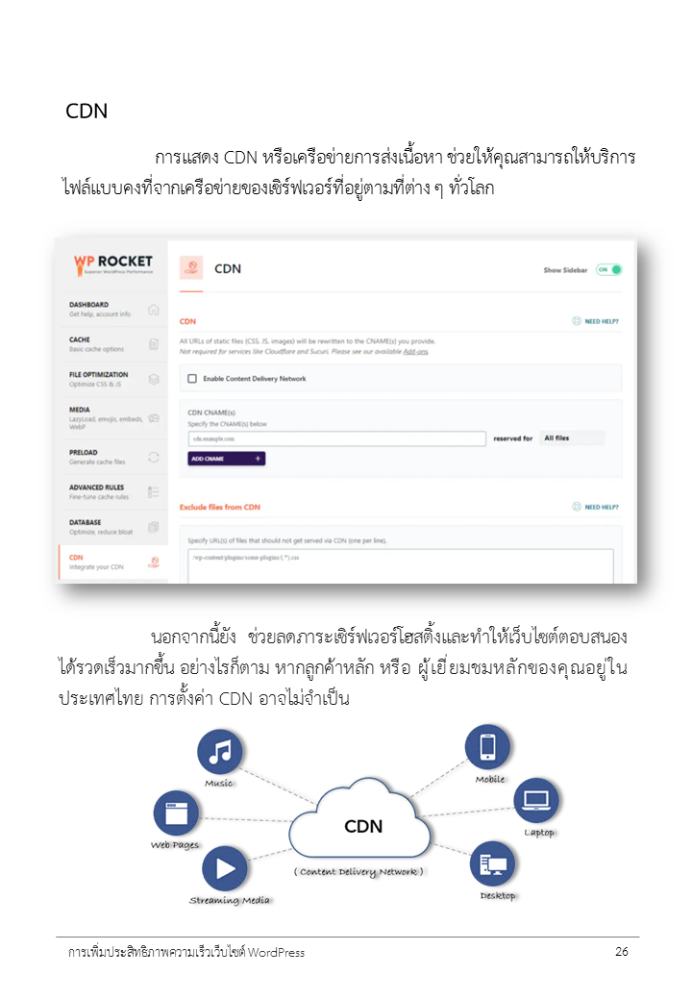 CDN
การแสดง CDN หรือเครือข่ายการส่งเนื้อหา ช่วยให้คุณสามารถให้บริการ
ไฟล์แบบคงที่จากเครือข่ายของเซิร์ฟเวอร์ที่อยู่ตามที่ต่าง ๆ ทั่วโลก
WP ROCKET
Superior WordPress Performance
CDN
Show Sidebar
ON
DASHBOARD
Get help, account info
CACHE
Basic cache options
FILE OPTIMIZATION
Optimize CSS & JS
MEDIA
LazyLoad, emojis, embeds,
WebP
PRELOAD
Generate cache files
ADVANCED RULES
Fine-tune cache rules
DATABASE
Optimize, reduce bloat
CDN
Integrate your CDN
CDN
NEED HELP?
All URLs of static files (CSS, JS, images) will be rewritten to the CNAME(s) you provide.
Not required for services like Cloudflare and Sucuri. Please see our available Add-ons.
Enable Content Delivery Network
CDN CNAME(s)
Specify the CNAME(s) below
cdn.example.com
reserved for
All files
ADD CNAME +
Exclude files from CDN
NEED HELP?
Specify URL(s) of files that should not get served via CDN (one per line).
/wp-content/plugins/some-plugins/(.*).css
นอกจากนี้ยัง ช่วยลดภาระเซิร์ฟเวอร์โฮสติ้งและทำให้เว็บไซต์ตอบสนอง
ได้รวดเร็วมากขึ้น อย่างไรก็ตาม หากลูกค้าหลัก หรือ ผู้เยี่ยมชมหลักของคุณอยู่ใน
ประเทศไทย การตั้งค่า CDN อาจไม่จำเป็น
Music
Web Pages
Streaming Media
CDN
( Content Delivery Network )
Mobile
Laptop
Desktop
การเพิ่มประสิทธิภาพความเร็วเว็บไซต์ WordPress
26